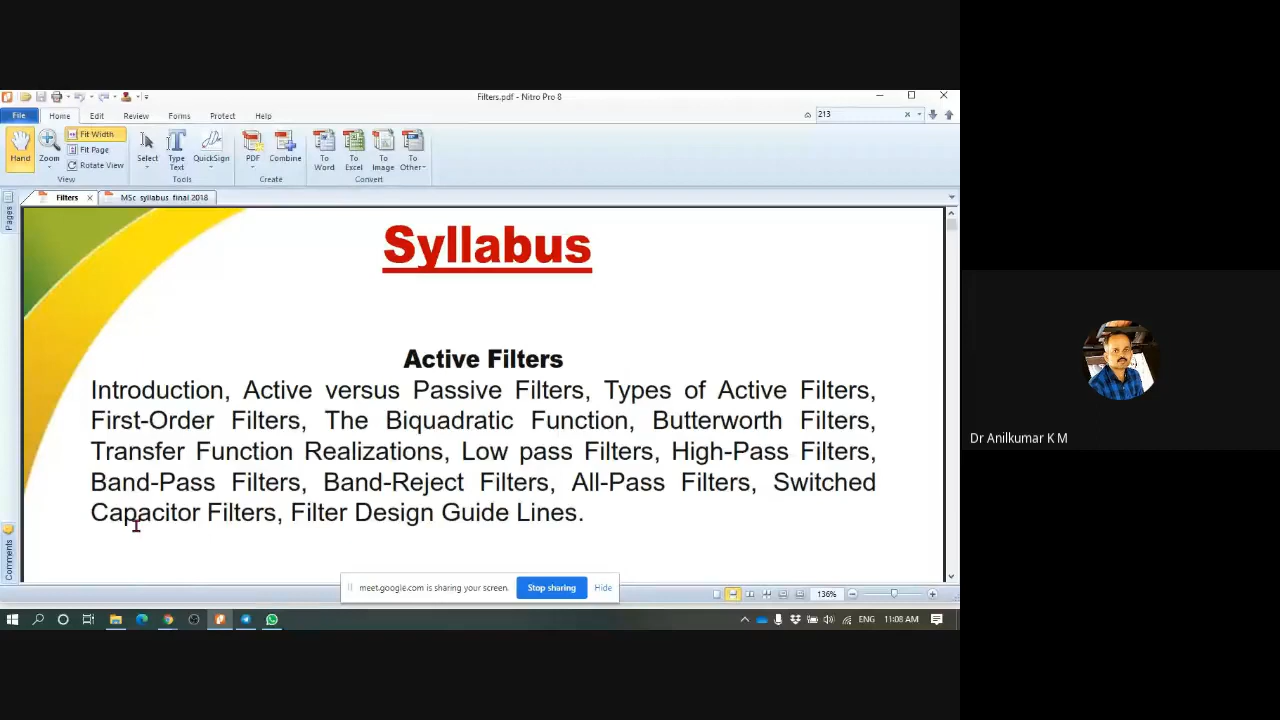 Filters.pdf - Nitro Pro 8
File Home Edit Review Forms Protect Help
213
Hand Zoom Fit Width Fit Page Rotate View
View
Select Type Text QuickSign
Tools
PDF Combine
Create
To Word To Excel To Image To Other
Convert
Filters MSc syllabus final 2018
Pages
Comments
Syllabus
Active Filters
Introduction, Active versus Passive Filters, Types of Active Filters,
First-Order Filters, The Biquadratic Function, Butterworth Filters,
Transfer Function Realizations, Low pass Filters, High-Pass Filters,
Band-Pass Filters, Band-Reject Filters, All-Pass Filters, Switched
Capacitor Filters, Filter Design Guide Lines.
meet.google.com is sharing your screen. Stop sharing Hide
136%
ENG 11:08 AM
Dr Anilkumar K M